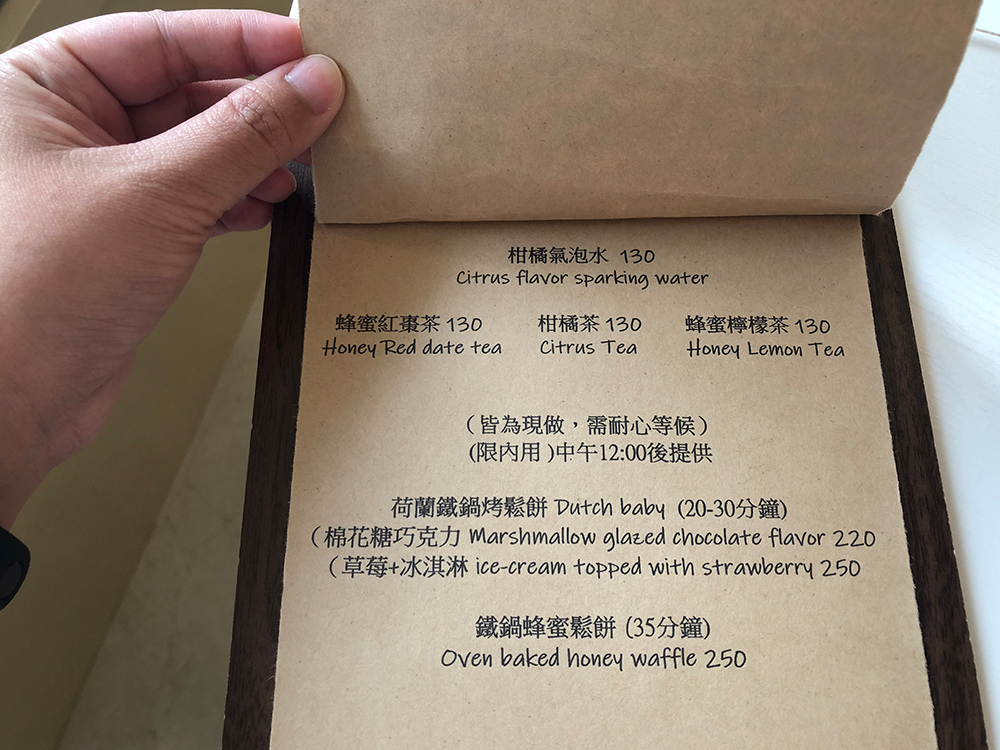 柑橘氣泡水 130
Citrus flavor sparking water
蜂蜜紅棗茶 130 柑橘茶 130 蜂蜜檸檬茶 130
Honey Red date tea Citrus Tea Honey Lemon Tea
（皆為現做，需耐心等候）
(限內用 )中午12:00後提供
荷蘭鐵鍋烤鬆餅 Dutch baby (20-30分鐘)
（棉花糖巧克力 Marshmallow glazed chocolate flavor 220
（草莓+冰淇淋 ice-cream topped with strawberry 250
鐵鍋蜂蜜鬆餅 (35分鐘)
Oven baked honey waffle 250